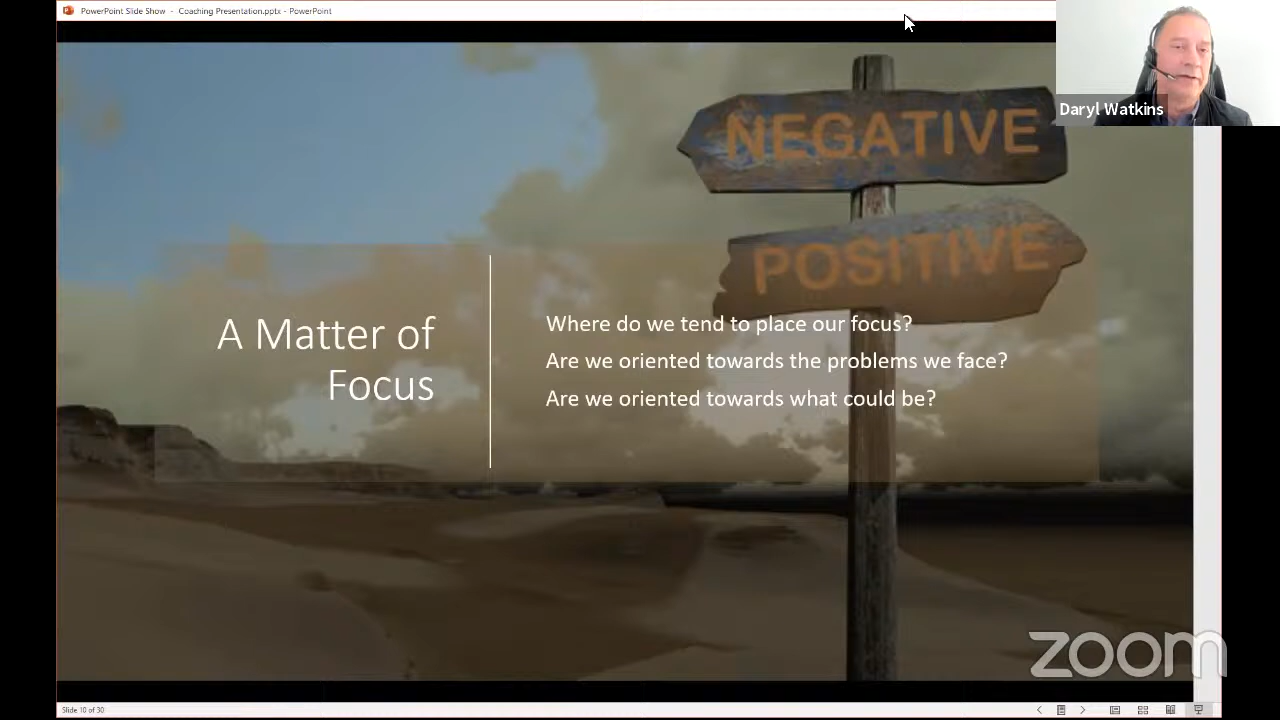 PowerPoint Slide Show - Coaching Presentation.pptx - PowerPoint
Daryl Watkins
NEGATIVE
POSITIVE
A Matter of
Focus
Where do we tend to place our focus?
Are we oriented towards the problems we face?
Are we oriented towards what could be?
zoom
Slide 10 of 30